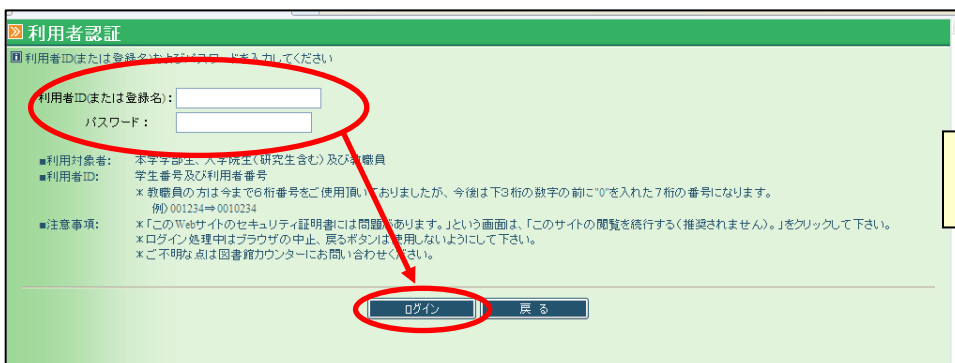 利用者認証
利用者ID(または登録名)およびパスワードを入力してください
利用者ID(または登録名):
パスワード:
■利用対象者: 本学学部生、大学院生(研究生含む)及び教職員
■利用者ID: 学生番号及び利用者番号
＊教職員の方は今まで6桁番号をご使用頂いておりましたが、今後は下3桁の数字の前に"0"を入れた7桁の番号になります。
例) 001234⇒0010234
■注意事項: ＊「このWebサイトのセキュリティ証明書には問題があります。」という画面は、「このサイトの閲覧を続行する(推奨されません)。」をクリックして下さい。
＊ログイン処理中はブラウザの中止、戻るボタンは使用しないようにして下さい。
＊ご不明な点は図書館カウンターにお問い合わせください。
ログイン 戻る